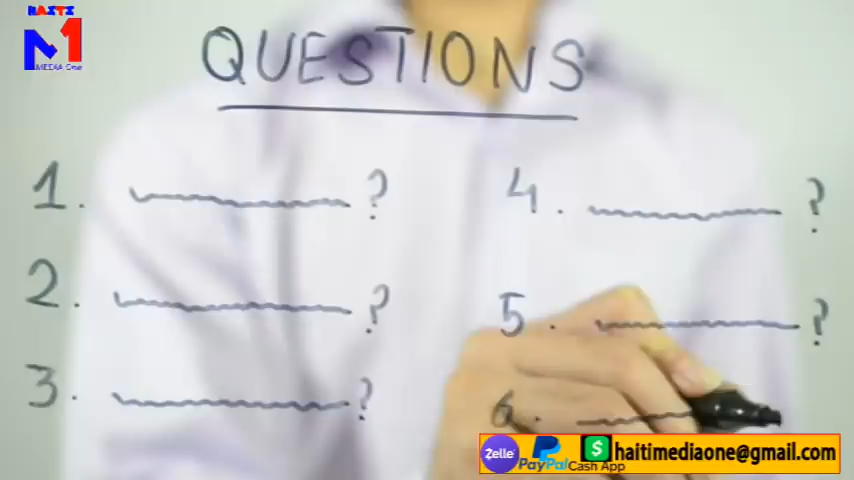 HAITI
M1
MEDIA One
QUESTIONS
1. ?
2. ?
3. ?
4. ?
5. ?
6.
Zelle
PayPal
Cash App
haitimediaone@gmail.com